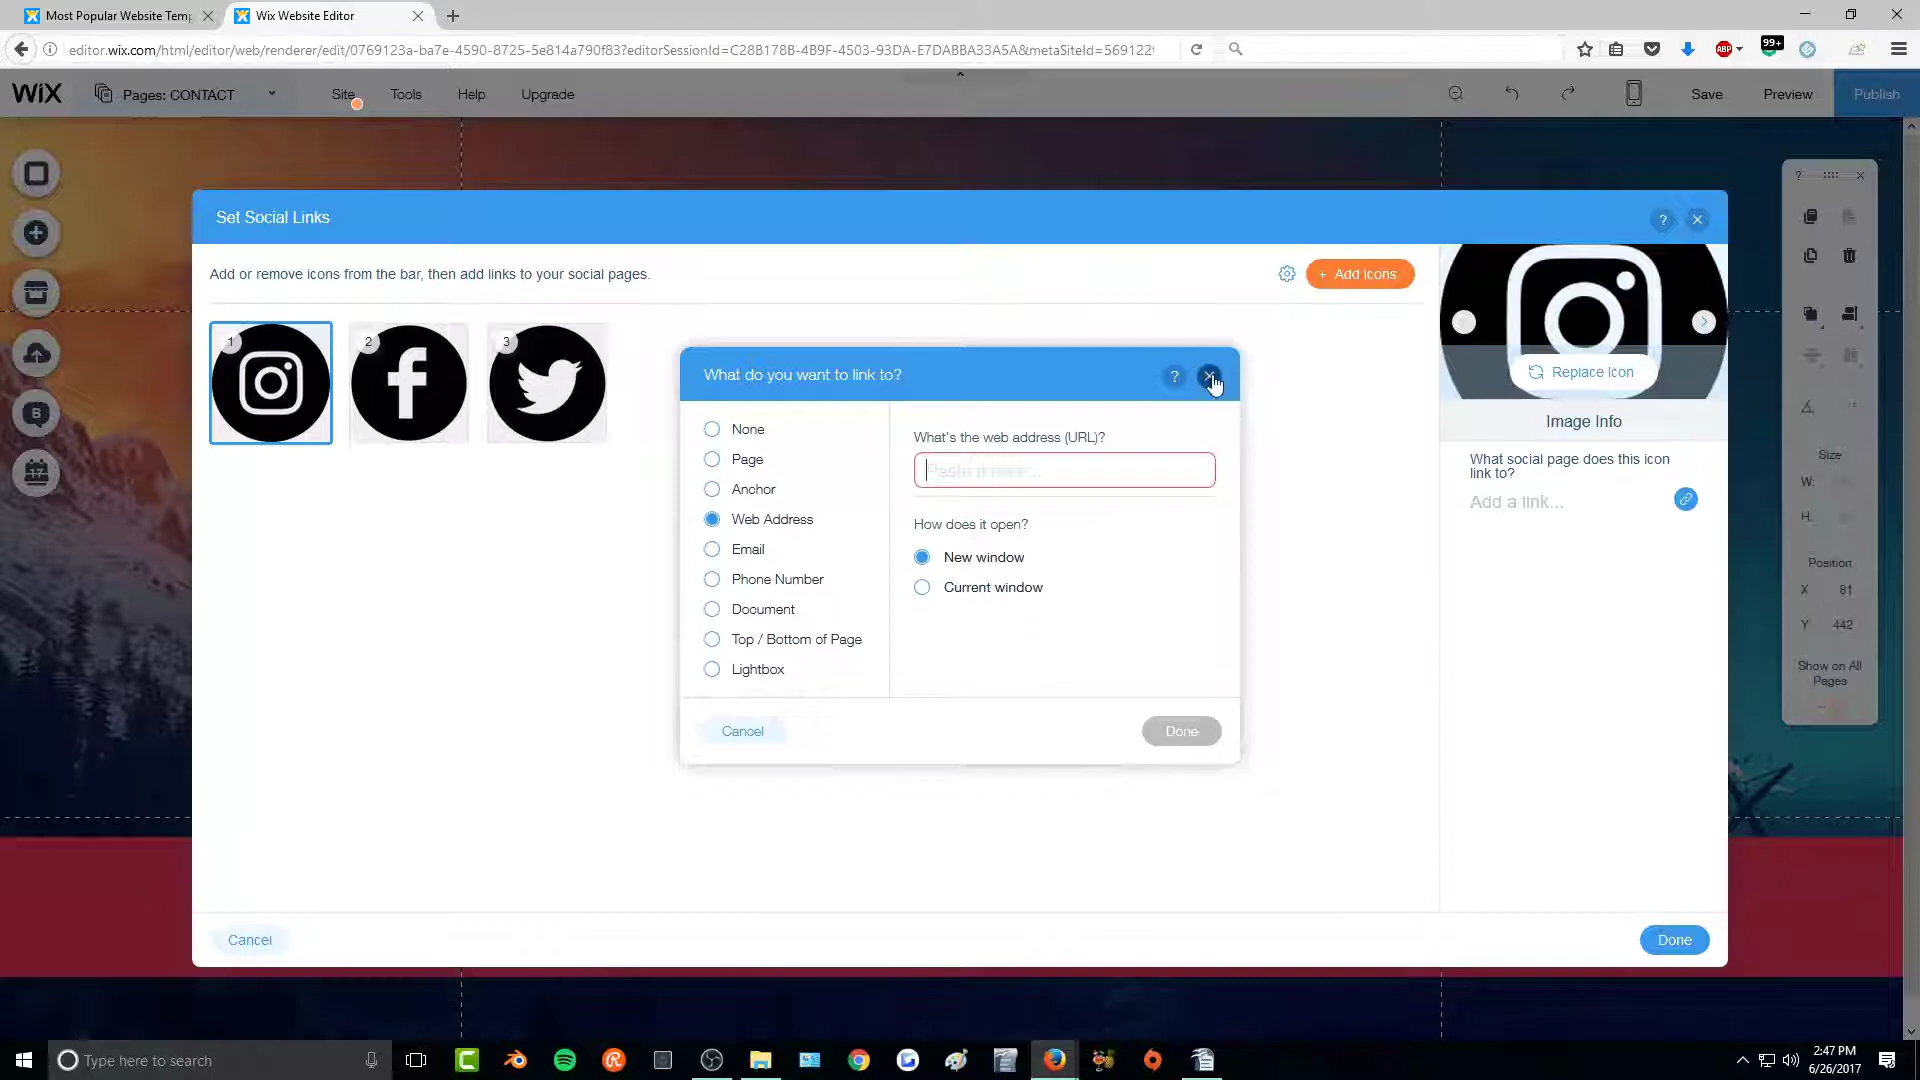 Most Popular Website Temp
Wix Website Editor
editor.wix.com/html/editor/web/renderer/edit/0769123a-ba7e-4590-8725-5e814a790f83?editorSessionId=C28B178B-4B9F-4503-93DA-E7DABBA33A5A&metaSiteId=5691229
ABP
99+
WiX
Pages: CONTACT
Site
Tools
Help
Upgrade
Save
Preview
Publish
Set Social Links
?
Add or remove icons from the bar, then add links to your social pages.
+ Add Icons
1
2
3
Replace Icon
Image Info
What social page does this icon
link to?
Add a link...
What do you want to link to?
?
None
Page
Anchor
Web Address
Email
Phone Number
Document
Top / Bottom of Page
Lightbox
What's the web address (URL)?
How does it open?
New window
Current window
Cancel
Done
Cancel
Done
?
Size
W:
H:
Position
X 81
Y 442
Show on All
Pages
B
17
Type here to search
2:47 PM
6/26/2017